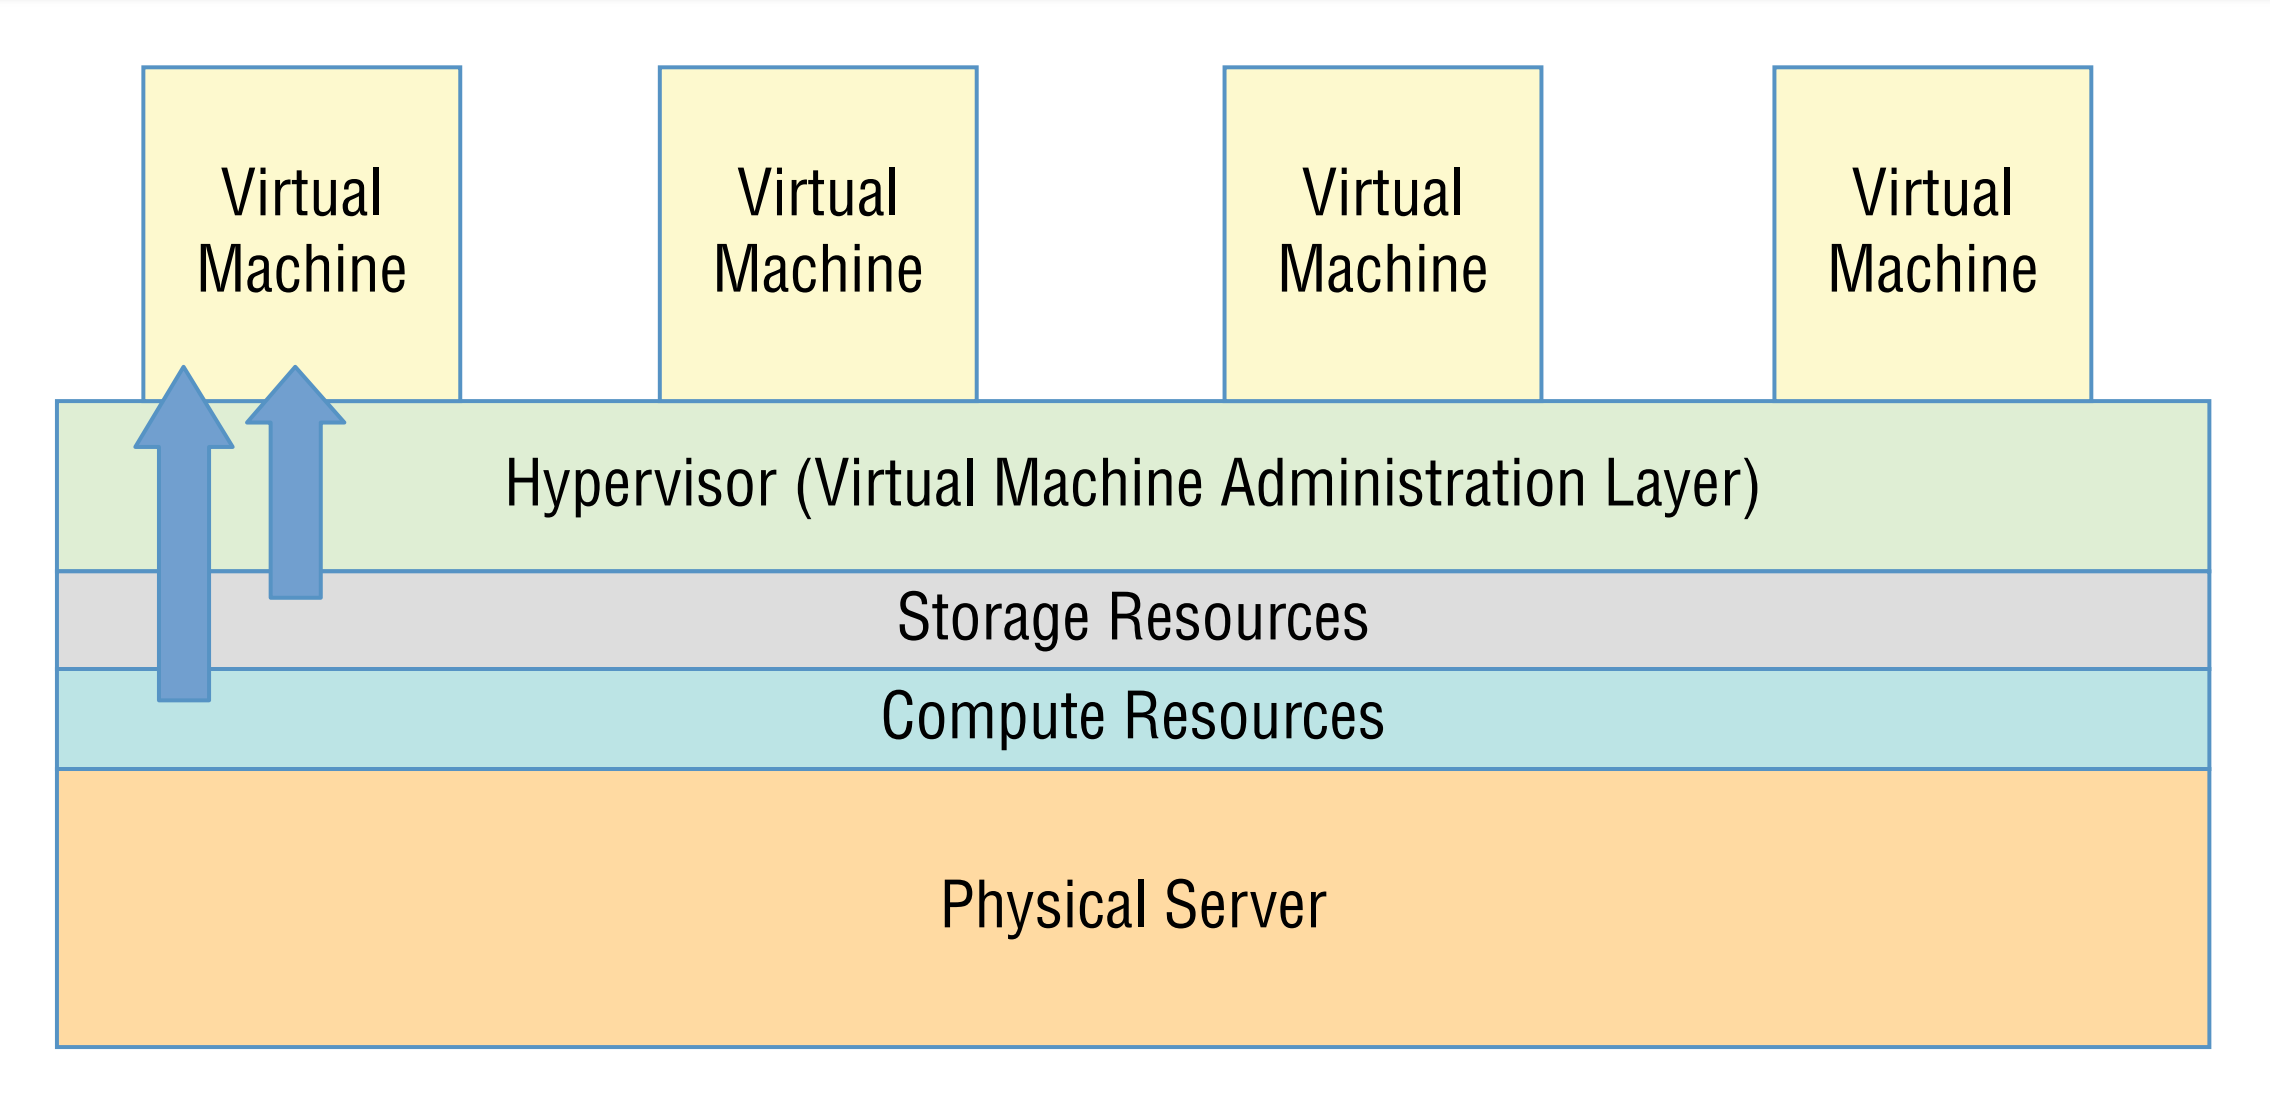 Virtual
Machine
Virtual
Machine
Virtual
Machine
Virtual
Machine
Hypervisor (Virtual Machine Administration Layer)
Storage Resources
Compute Resources
Physical Server